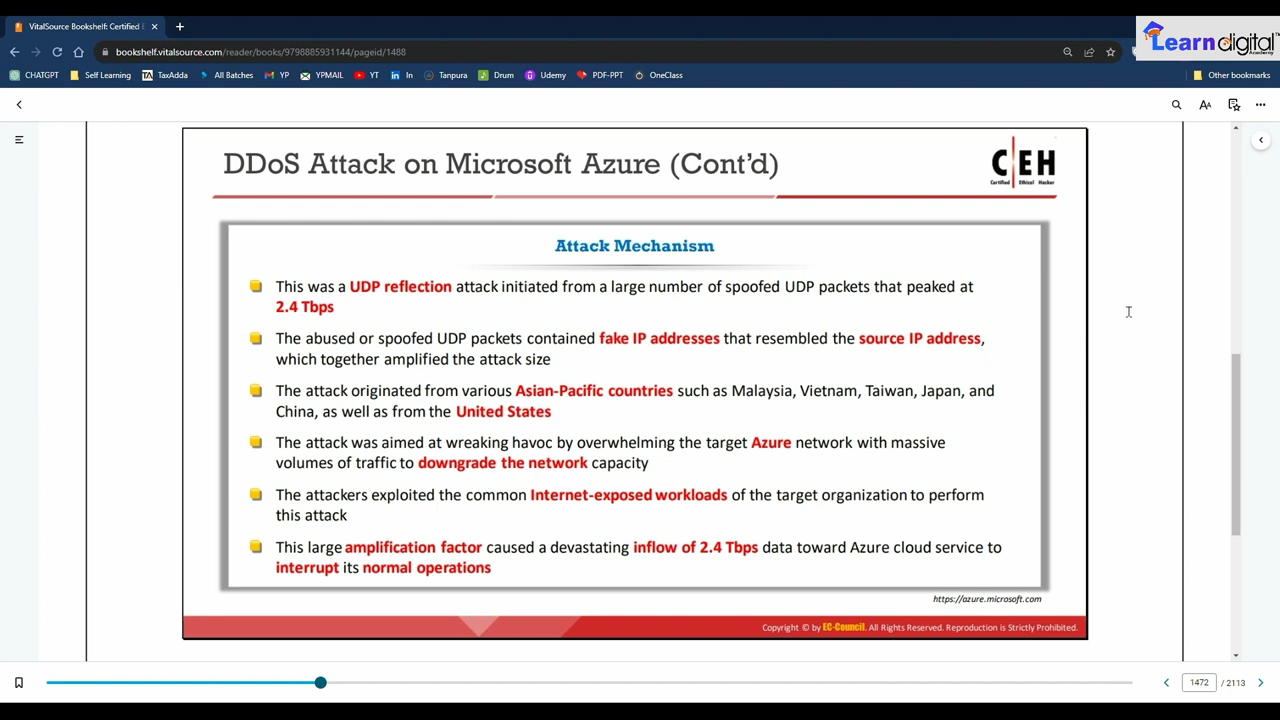 VitalSource Bookshelf: Certified E
bookshelf.vitalsource.com/reader/books/9798885931144/pageid/1488
Learndigital
Academy
CHATGPT Self Learning TaxAdda All Batches YP YPMAIL YT In Tanpura Drum Udemy PDF-PPT OneClass Other bookmarks
DDoS Attack on Microsoft Azure (Cont'd)
CEH
Certified Ethical Hacker
Attack Mechanism
This was a UDP reflection attack initiated from a large number of spoofed UDP packets that peaked at
2.4 Tbps
The abused or spoofed UDP packets contained fake IP addresses that resembled the source IP address,
which together amplified the attack size
The attack originated from various Asian-Pacific countries such as Malaysia, Vietnam, Taiwan, Japan, and
China, as well as from the United States
The attack was aimed at wreaking havoc by overwhelming the target Azure network with massive
volumes of traffic to downgrade the network capacity
The attackers exploited the common Internet-exposed workloads of the target organization to perform
this attack
This large amplification factor caused a devastating inflow of 2.4 Tbps data toward Azure cloud service to
interrupt its normal operations
https://azure.microsoft.com
Copyright © by EC-Council. All Rights Reserved. Reproduction is Strictly Prohibited.
1472 / 2113